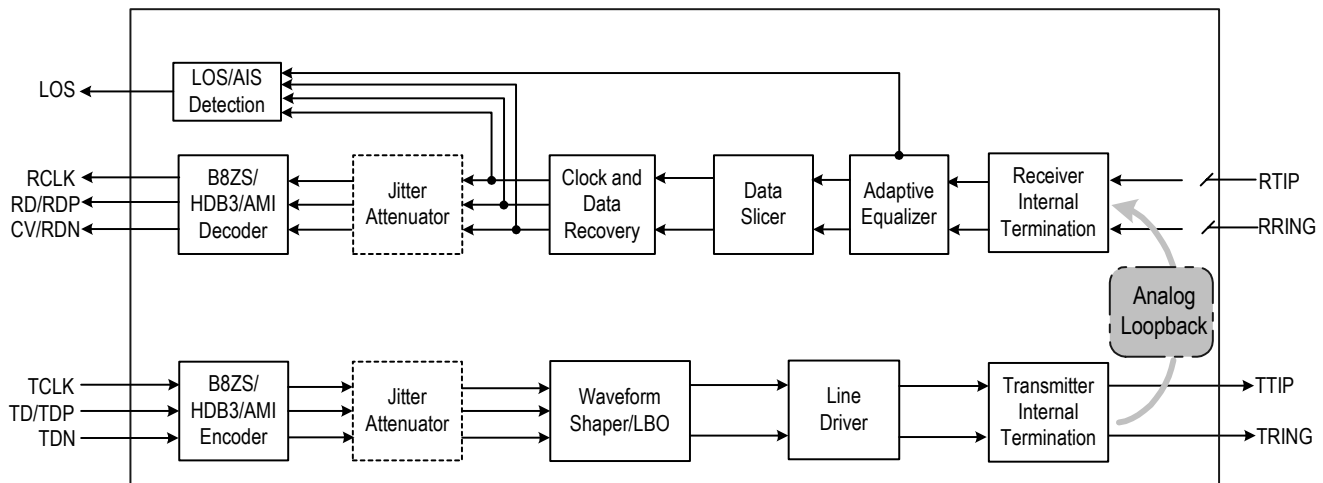 LOS
LOS/AIS
Detection
RCLK
RD/RDP
CV/RDN
B8ZS/
HDB3/AMI
Decoder
Jitter
Attenuator
Clock and
Data
Recovery
Data
Slicer
Adaptive
Equalizer
Receiver
Internal
Termination
RTIP
RRING
Analog
Loopback
TCLK
TD/TDP
TDN
B8ZS/
HDB3/AMI
Encoder
Jitter
Attenuator
Waveform
Shaper/LBO
Line
Driver
Transmitter
Internal
Termination
TTIP
TRING